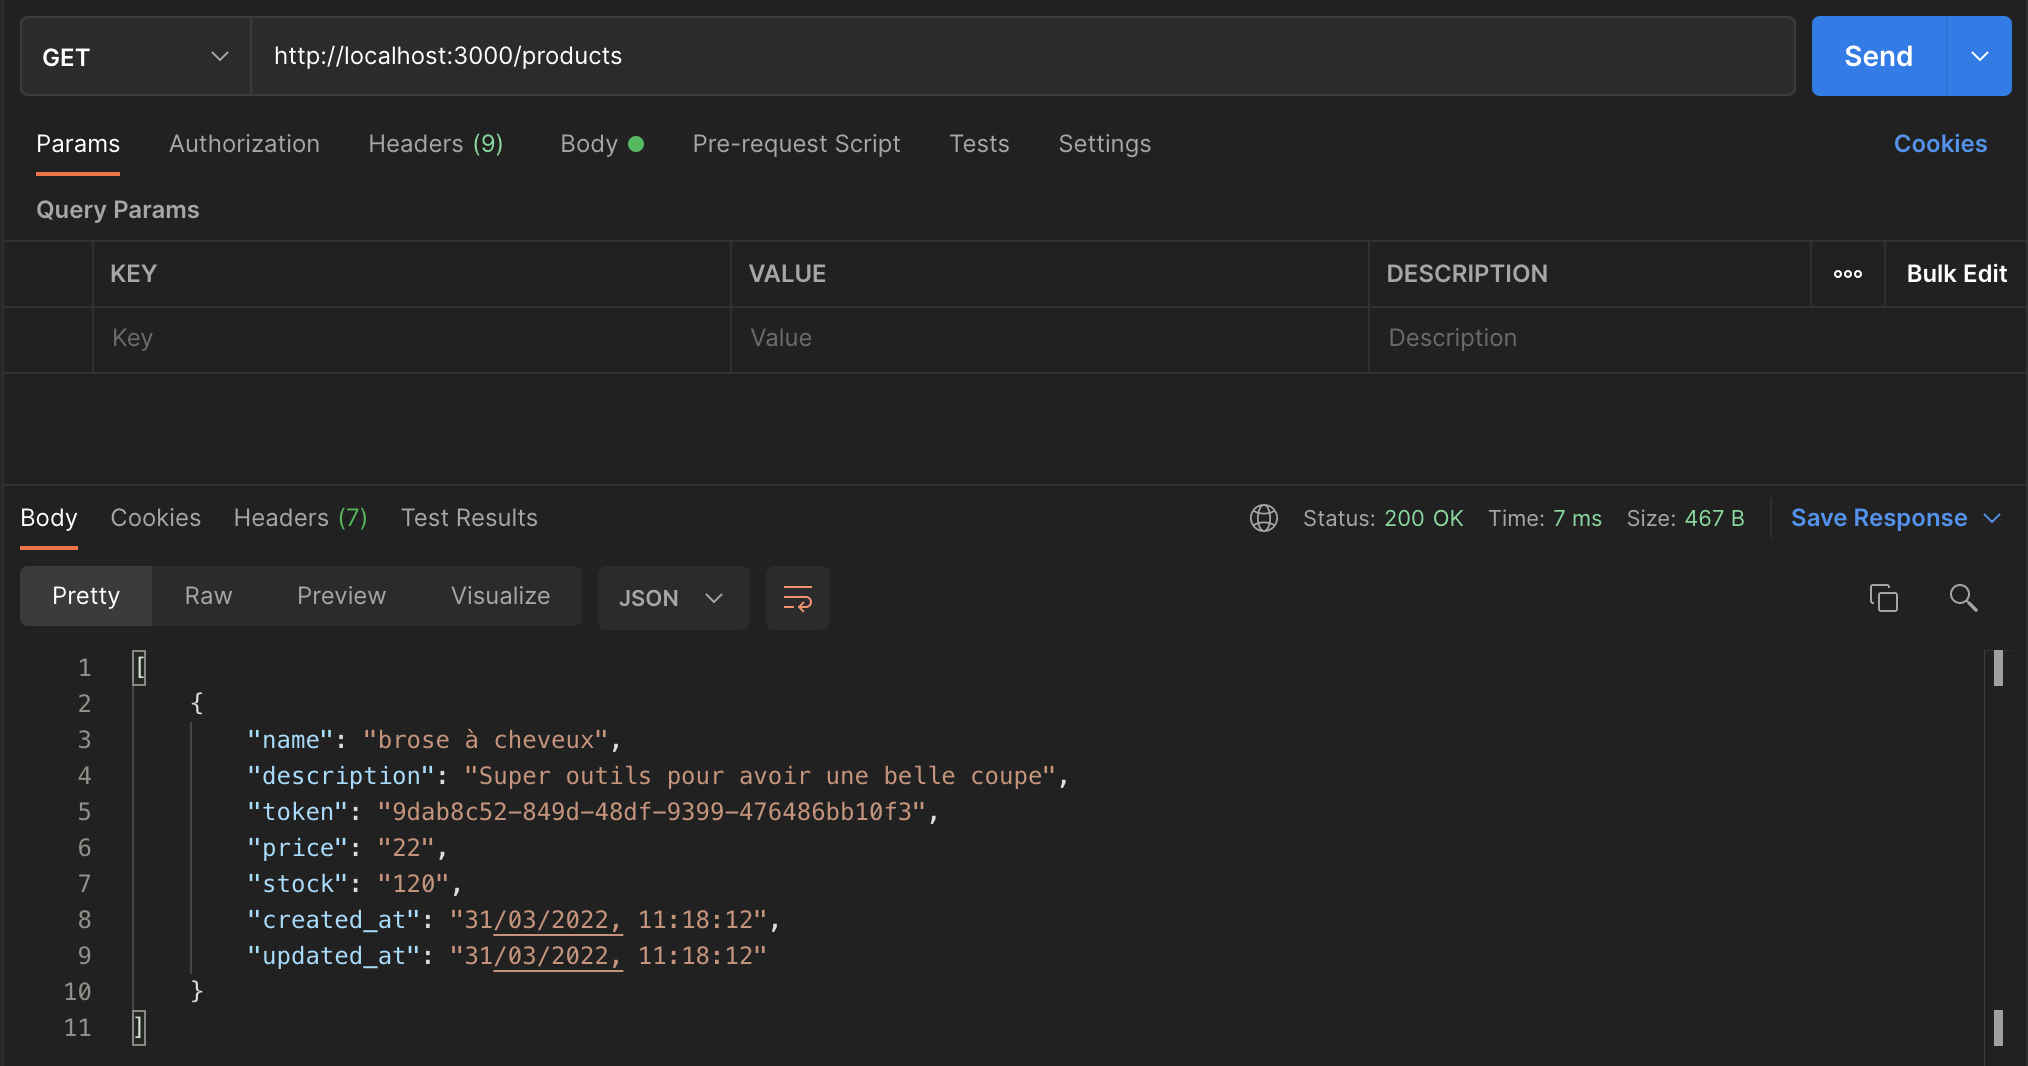 GET http://localhost:3000/products Send
Params Authorization Headers (9) Body Pre-request Script Tests Settings Cookies
Query Params
KEY VALUE DESCRIPTION ooo Bulk Edit
Key Value Description
Body Cookies Headers (7) Test Results Status: 200 OK Time: 7 ms Size: 467 B Save Response
Pretty Raw Preview Visualize JSON
1 [
2 {
3 "name": "brose à cheveux",
4 "description": "Super outils pour avoir une belle coupe",
5 "token": "9dab8c52-849d-48df-9399-476486bb10f3",
6 "price": "22",
7 "stock": "120",
8 "created_at": "31/03/2022, 11:18:12",
9 "updated_at": "31/03/2022, 11:18:12"
10 }
11 ]